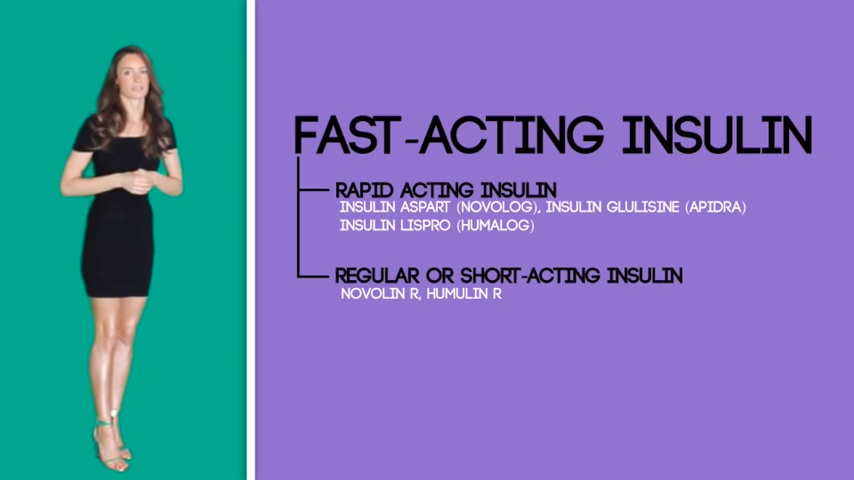 FAST-ACTING INSULIN
RAPID ACTING INSULIN
INSULIN ASPART (NOVOLOG), INSULIN GLULISINE (APIDRA)
INSULIN LISPRO (HUMALOG)
REGULAR OR SHORT-ACTING INSULIN
NOVOLIN R, HUMULIN R